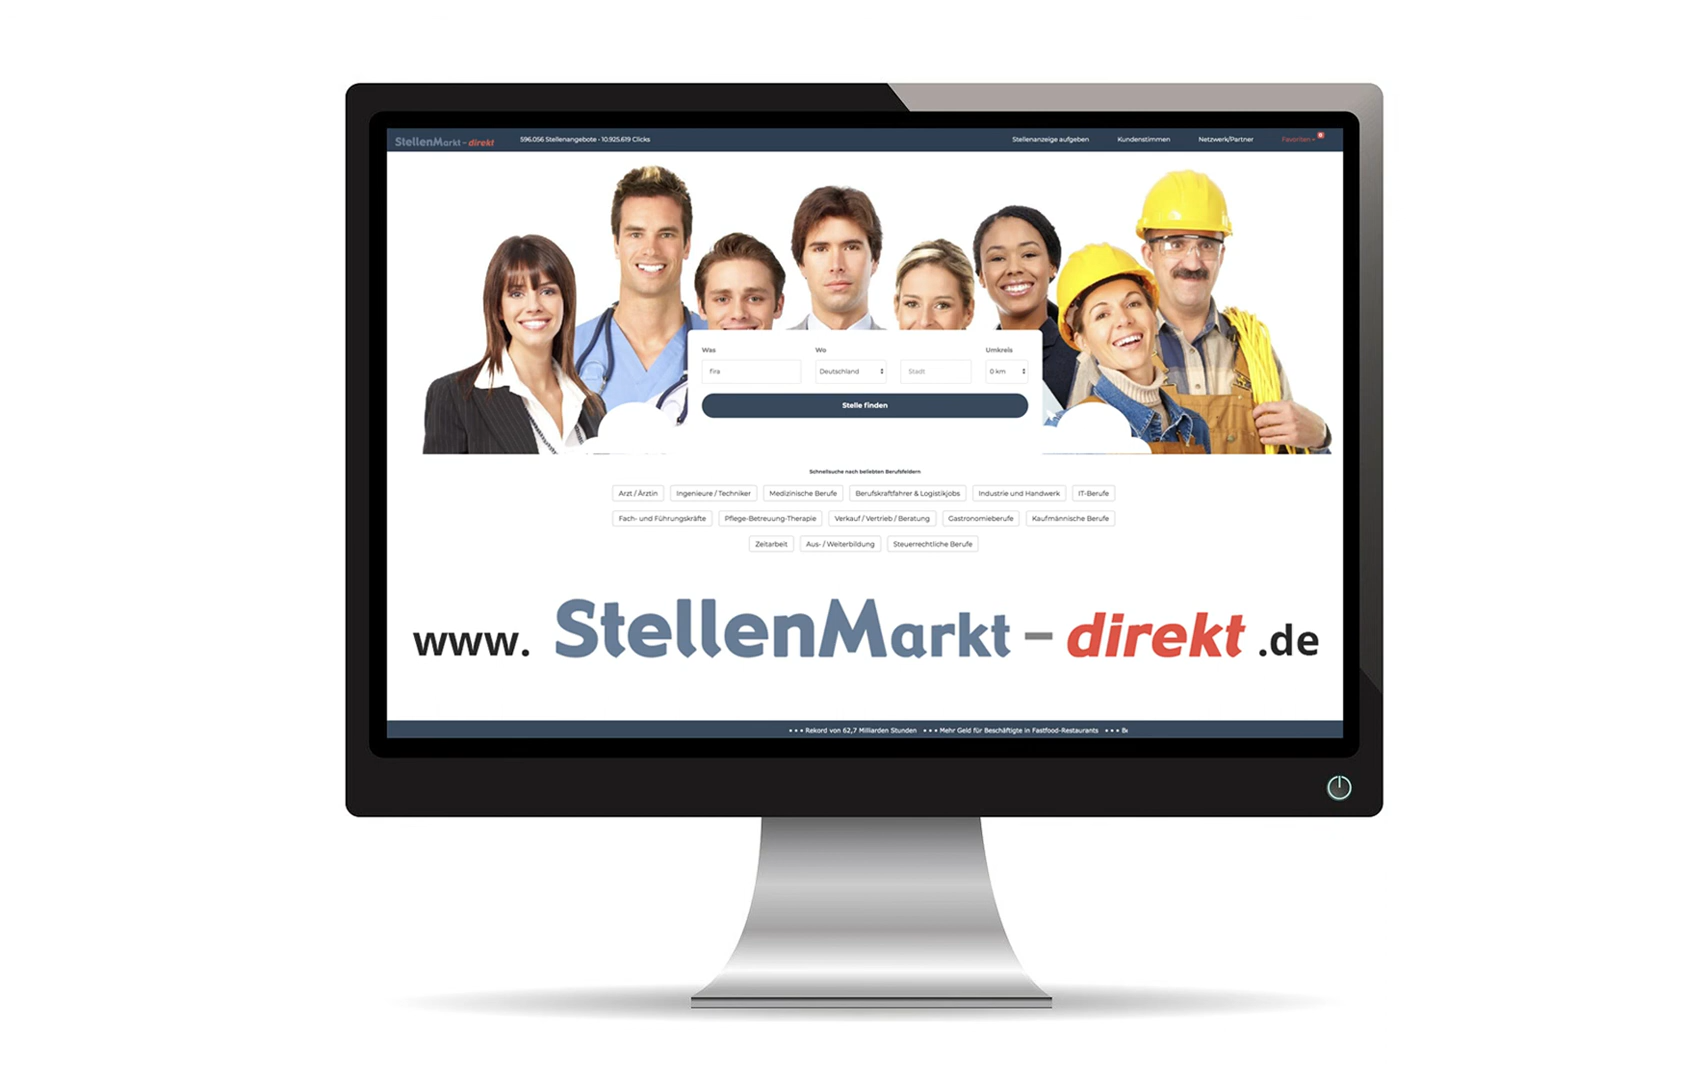 StellenMarkt - direkt 596.056 Stellenangebote - 10.925.619 Clicks Stellenanzeige aufgeben Kundenstimmen Netzwerk/Partner Favoriten
Was Wo Umkreis
fira Deutschland Stadt 0 km
Stelle finden
Schnellsuche nach beliebten Berufsfeldern
Arzt / Ärztin Ingenieure / Techniker Medizinische Berufe Berufskraftfahrer & Logistikjobs Industrie und Handwerk IT-Berufe
Fach- und Führungskräfte Pflege-Betreuung-Therapie Verkauf / Vertrieb / Beratung Gastronomieberufe Kaufmännische Berufe
Zeitarbeit Aus- / Weiterbildung Steuerrechtliche Berufe
www. StellenMarkt - direkt .de
• • • Rekord von 62,7 Milliarden Stunden • • • Mehr Geld für Beschäftigte in Fastfood-Restaurants • • •